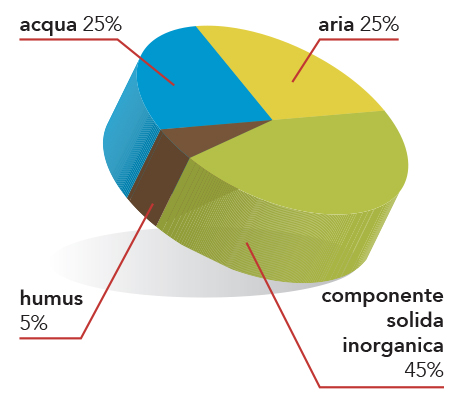 acqua 25%
aria 25%
humus
5%
componente
solida
inorganica
45%